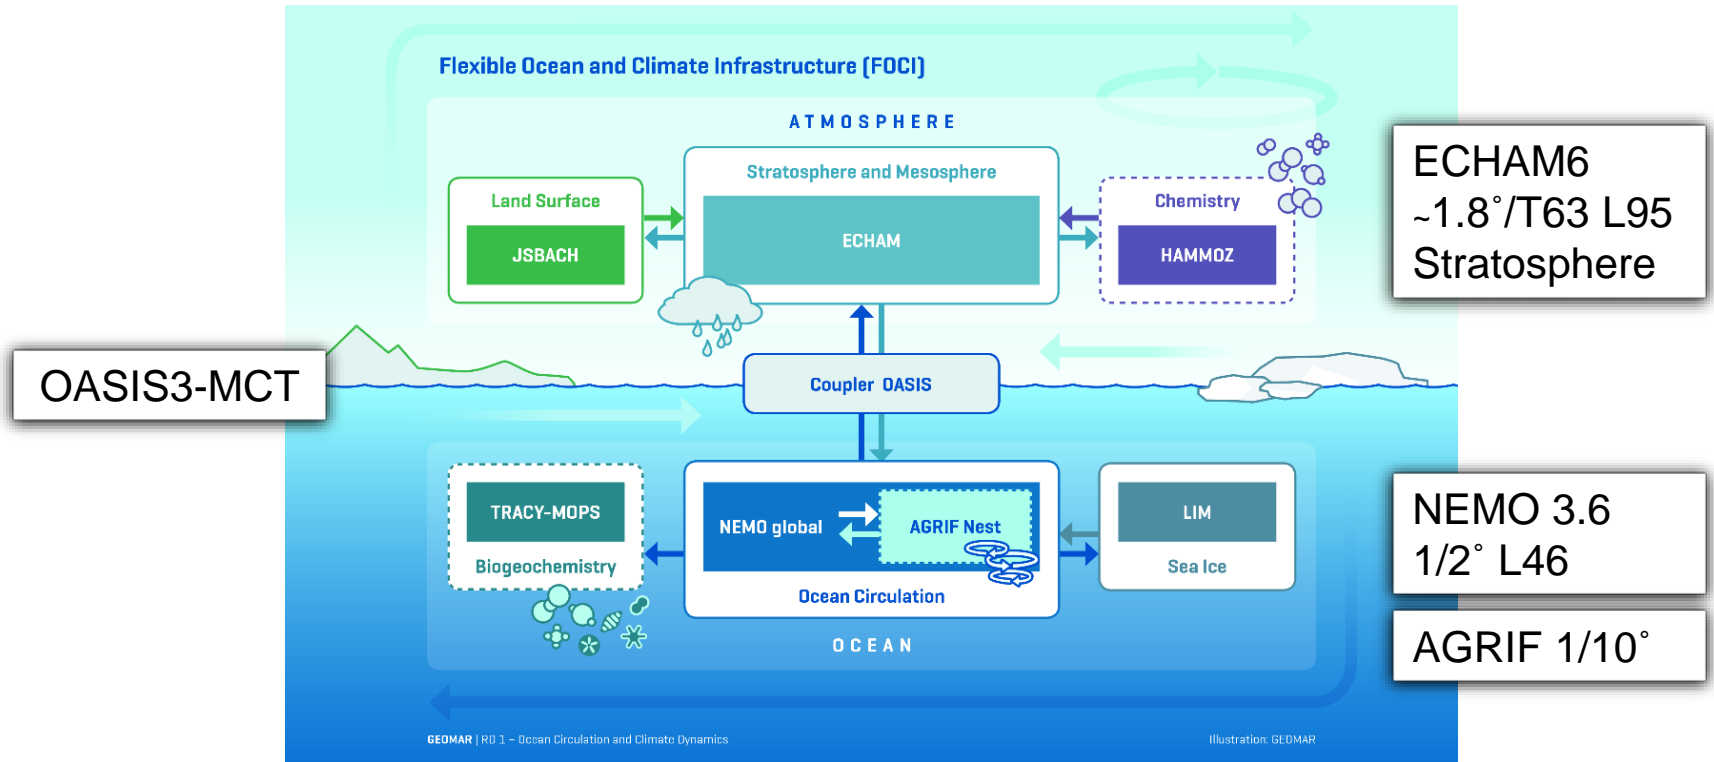 Flexible Ocean and Climate Infrastructure (FOCI)
ATMOSPHERE
Stratosphere and Mesosphere
ECHAM
Land Surface
JSBACH
Chemistry
HAMMOZ
ECHAM6
~1.8°/T63 L95
Stratosphere
OASIS3-MCT
Coupler OASIS
TRACY-MOPS
Biogeochemistry
NEMO global
AGRIF Nest
Ocean Circulation
LIM
Sea Ice
OCEAN
NEMO 3.6
1/2° L46
AGRIF 1/10°
GEOMAR | RD 1 – Ocean Circulation and Climate Dynamics
Illustration: GEOMAR